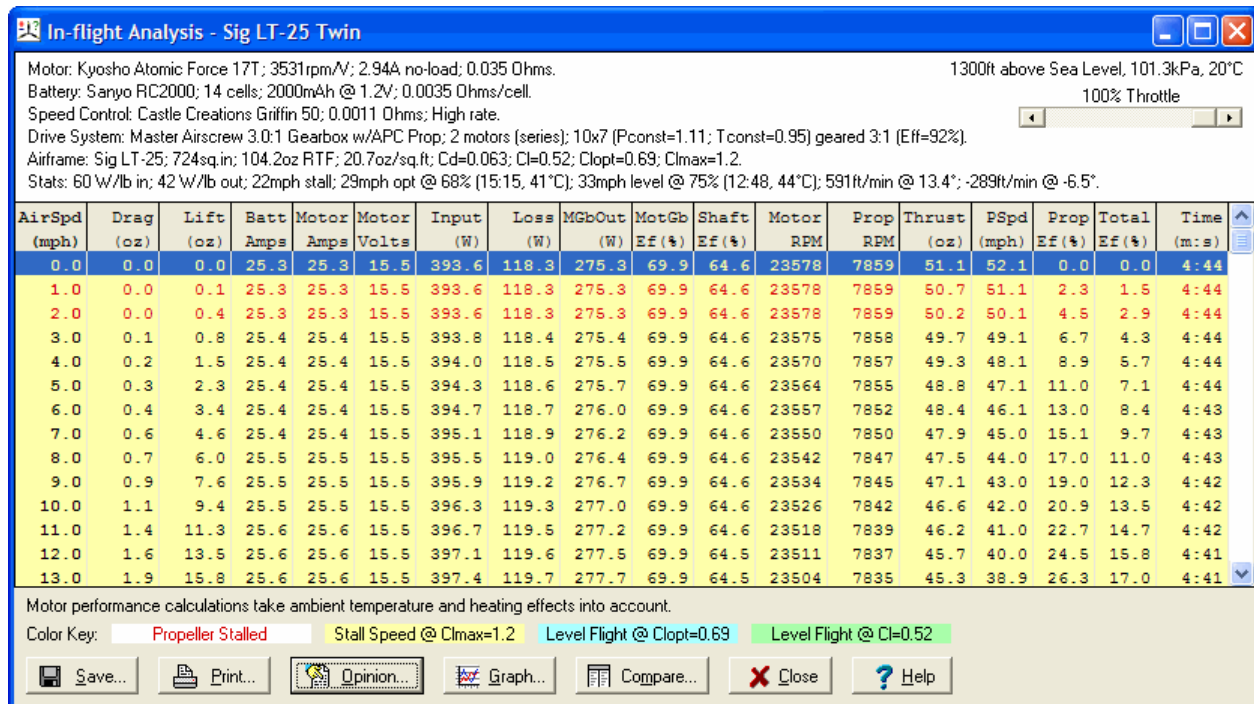 In-flight Analysis - Sig LT-25 Twin
Motor: Kyosho Atomic Force 17T; 3531rpm/V; 2.94A no-load; 0.035 Ohms. 1300ft above Sea Level, 101.3kPa, 20°C
Battery: Sanyo RC2000; 14 cells; 2000mAh @ 1.2V; 0.0035 Ohms/cell. 100% Throttle
Speed Control: Castle Creations Griffin 50; 0.0011 Ohms; High rate.
Drive System: Master Airscrew 3.0:1 Gearbox w/APC Prop; 2 motors (series); 10x7 (Pconst=1.11; Tconst=0.95) geared 3:1 (Eff=92%).
Airframe: Sig LT-25; 724sq.in; 104.2oz RTF; 20.7oz/sq.ft; Cd=0.063; Cl=0.52; Clopt=0.69; Clmax=1.2.
Stats: 60 W/lb in; 42 W/lb out; 22mph stall; 29mph opt @ 68% (15:15, 41°C); 33mph level @ 75% (12:48, 44°C); 591ft/min @ 13.4°; -289ft/min @ -6.5°.
AirSpd Drag Lift Batt Motor Motor Input Loss MGbOut MotGb Shaft Motor Prop Thrust PSpd Prop Total Time
(mph) (oz) (oz) Amps Amps Volts (W) (W) (W) Ef(%) Ef(%) RPM RPM (oz) (mph) Ef(%) Ef(%) (m:s)
0.0 0.0 0.0 25.3 25.3 15.5 393.6 118.3 275.3 69.9 64.6 23578 7859 51.1 52.1 0.0 0.0 4:44
1.0 0.0 0.1 25.3 25.3 15.5 393.6 118.3 275.3 69.9 64.6 23578 7859 50.7 51.1 2.3 1.5 4:44
2.0 0.0 0.4 25.3 25.3 15.5 393.6 118.3 275.3 69.9 64.6 23578 7859 50.2 50.1 4.5 2.9 4:44
3.0 0.1 0.8 25.4 25.4 15.5 393.8 118.4 275.4 69.9 64.6 23575 7858 49.7 49.1 6.7 4.3 4:44
4.0 0.2 1.5 25.4 25.4 15.5 394.0 118.5 275.5 69.9 64.6 23570 7857 49.3 48.1 8.9 5.7 4:44
5.0 0.3 2.3 25.4 25.4 15.5 394.3 118.6 275.7 69.9 64.6 23564 7855 48.8 47.1 11.0 7.1 4:44
6.0 0.4 3.4 25.4 25.4 15.5 394.7 118.7 276.0 69.9 64.6 23557 7852 48.4 46.1 13.0 8.4 4:43
7.0 0.6 4.6 25.4 25.4 15.5 395.1 118.9 276.2 69.9 64.6 23550 7850 47.9 45.0 15.1 9.7 4:43
8.0 0.7 6.0 25.5 25.5 15.5 395.5 119.0 276.4 69.9 64.6 23542 7847 47.5 44.0 17.0 11.0 4:43
9.0 0.9 7.6 25.5 25.5 15.5 395.9 119.2 276.7 69.9 64.6 23534 7845 47.1 43.0 19.0 12.3 4:42
10.0 1.1 9.4 25.5 25.5 15.5 396.3 119.3 277.0 69.9 64.6 23526 7842 46.6 42.0 20.9 13.5 4:42
11.0 1.4 11.3 25.6 25.6 15.5 396.7 119.5 277.2 69.9 64.6 23518 7839 46.2 41.0 22.7 14.7 4:42
12.0 1.6 13.5 25.6 25.6 15.5 397.1 119.6 277.5 69.9 64.5 23511 7837 45.7 40.0 24.5 15.8 4:41
13.0 1.9 15.8 25.6 25.6 15.5 397.4 119.7 277.7 69.9 64.5 23504 7835 45.3 38.9 26.3 17.0 4:41
Motor performance calculations take ambient temperature and heating effects into account.
Color Key: Propeller Stalled Stall Speed @ Clmax=1.2 Level Flight @ Clopt=0.69 Level Flight @ Cl=0.52
Save... Print... Opinion... Graph... Compare... Close Help